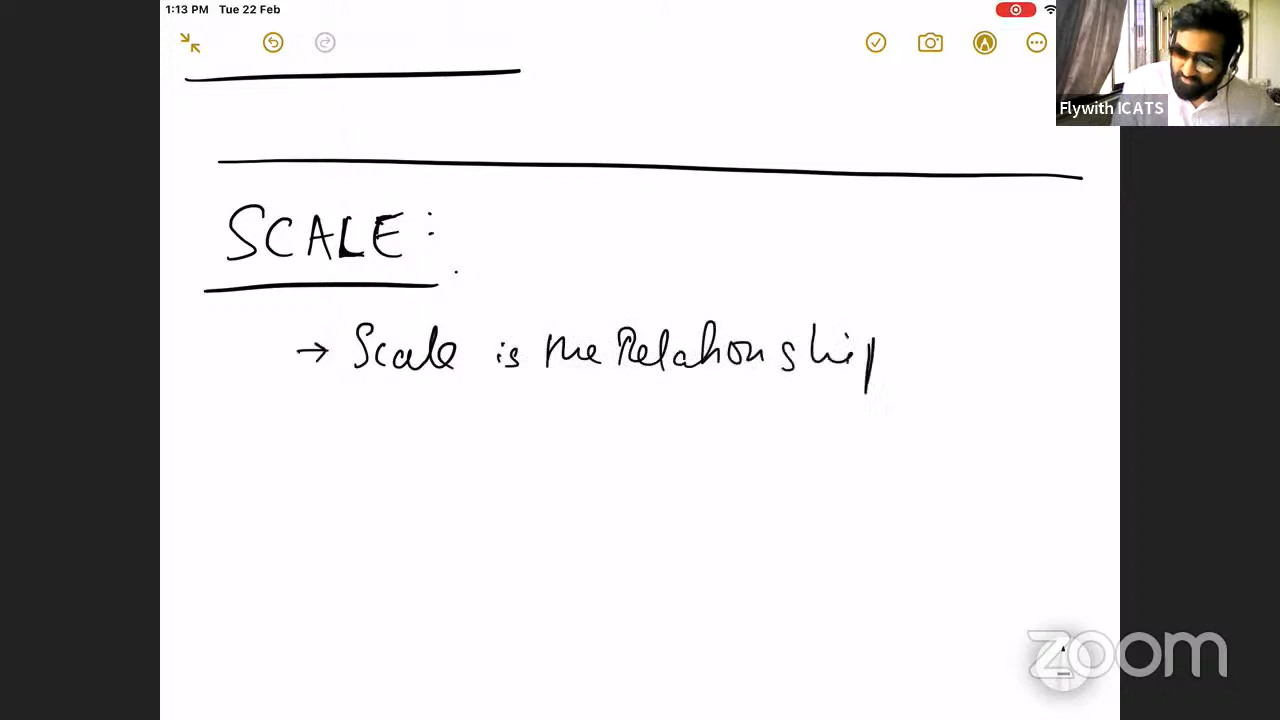 1:13 PM Tue 22 Feb
Flywith ICATS
SCALE:
→ Scale is the Relationship
zoom